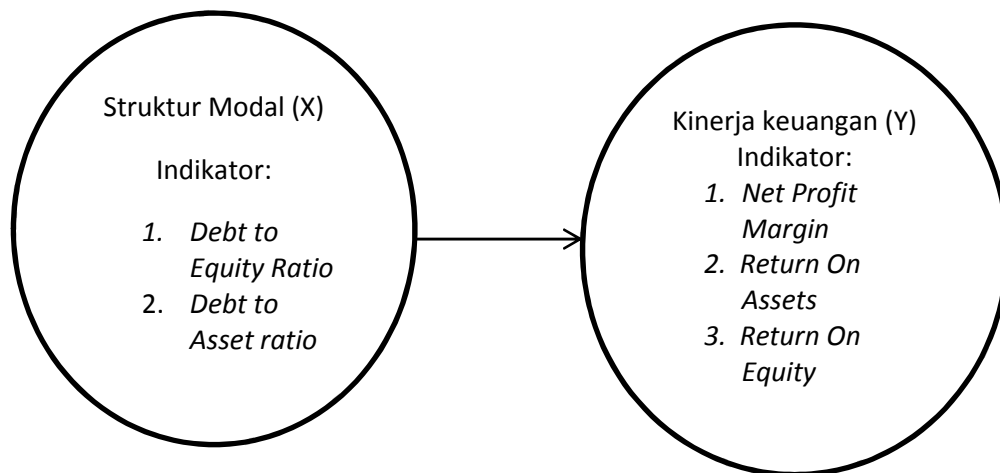 Struktur Modal (X)
Indikator:
1. Debt to
Equity Ratio
2. Debt to
Asset ratio
Kinerja keuangan (Y)
Indikator:
1. Net Profit
Margin
2. Return On
Assets
3. Return On
Equity